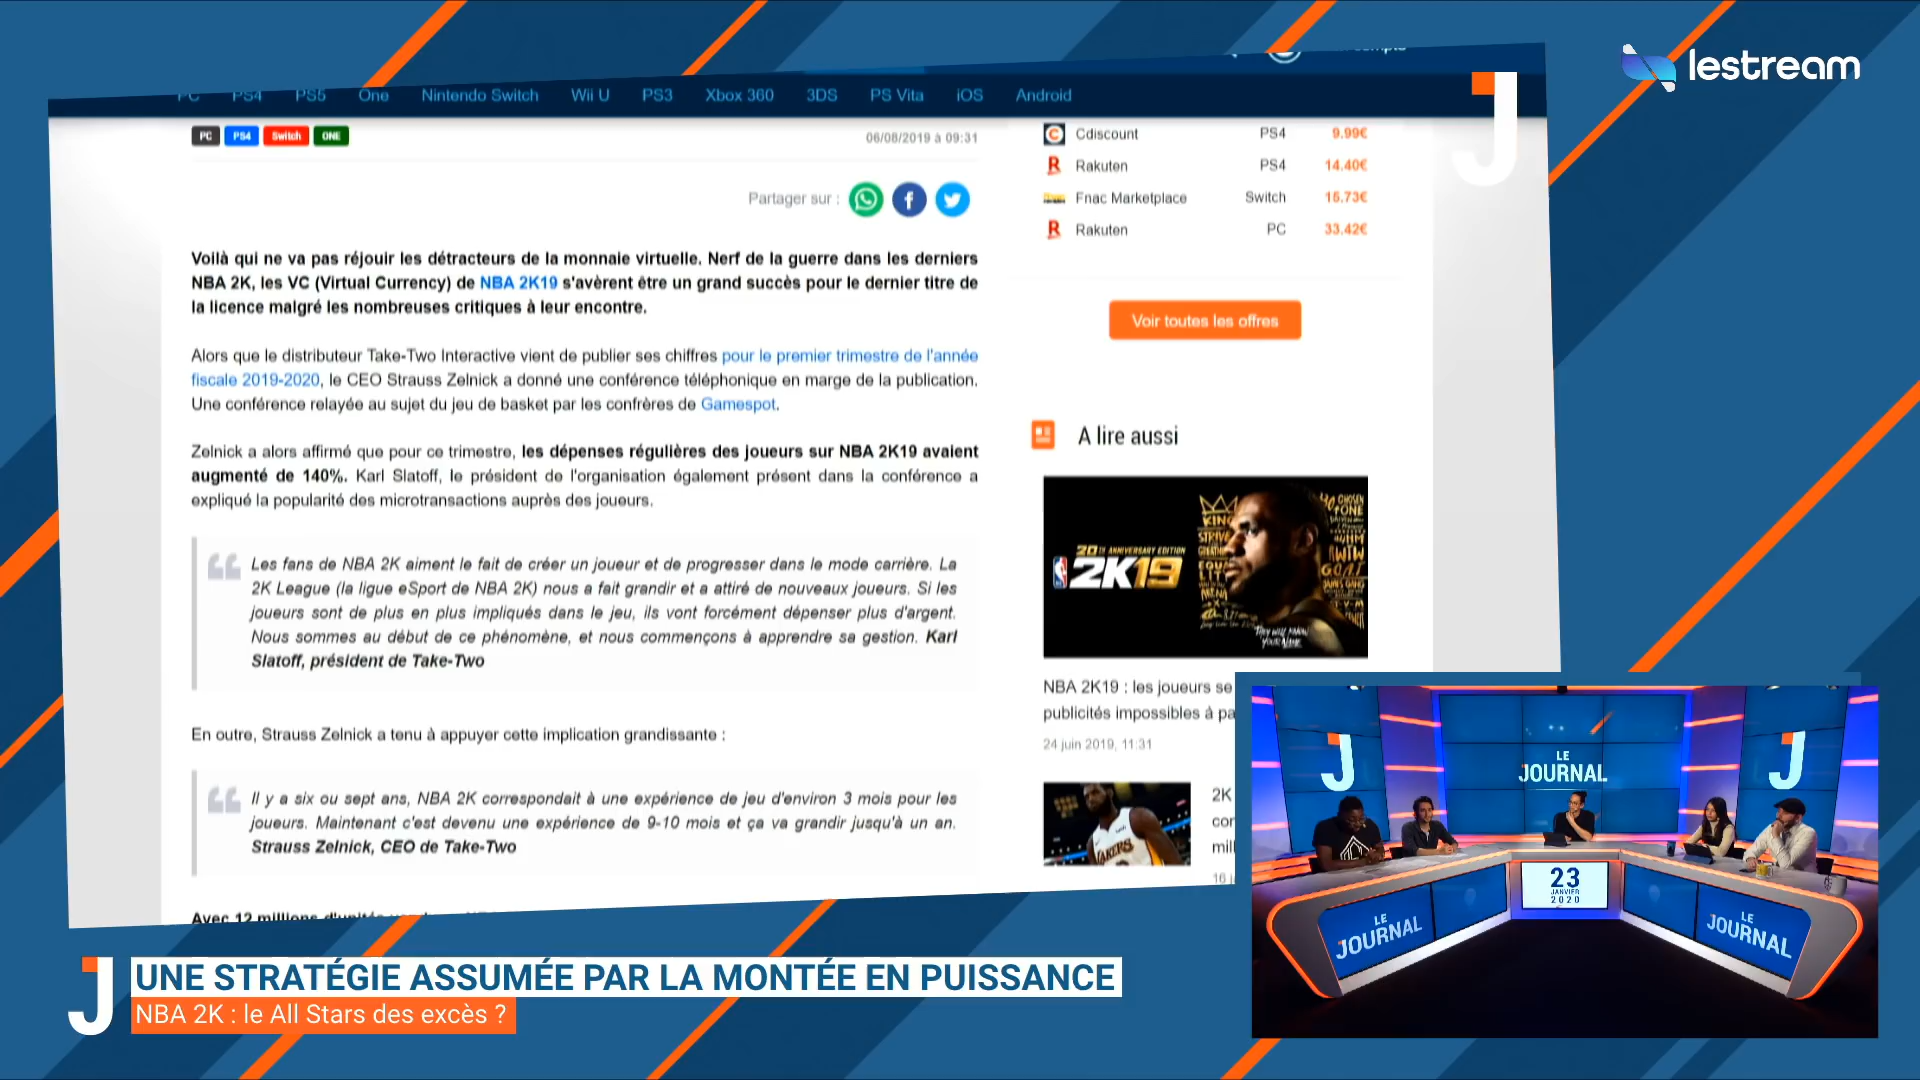 lestream
PC PS4 PS5 One Nintendo Switch Wii U PS3 Xbox 360 3DS PS Vita iOS Android
PC PS4 Switch ONE
06/08/2019 à 09:31
Partager sur :
Voilà qui ne va pas réjouir les détracteurs de la monnaie virtuelle. Nerf de la guerre dans les derniers
NBA 2K, les VC (Virtual Currency) de NBA 2K19 s'avèrent être un grand succès pour le dernier titre de
la licence malgré les nombreuses critiques à leur encontre.
Alors que le distributeur Take-Two Interactive vient de publier ses chiffres pour le premier trimestre de l'année
fiscale 2019-2020, le CEO Strauss Zelnick a donné une conférence téléphonique en marge de la publication.
Une conférence relayée au sujet du jeu de basket par les confrères de Gamespot.
Zelnick a alors affirmé que pour ce trimestre, les dépenses régulières des joueurs sur NBA 2K19 avaient
augmenté de 140%. Karl Slatoff, le président de l'organisation également présent dans la conférence a
expliqué la popularité des microtransactions auprès des joueurs.
Les fans de NBA 2K aiment le fait de créer un joueur et de progresser dans le mode carrière. La
2K League (la ligue eSport de NBA 2K) nous a fait grandir et a attiré de nouveaux joueurs. Si les
joueurs sont de plus en plus impliqués dans le jeu, ils vont forcément dépenser plus d'argent.
Nous sommes au début de ce phénomène, et nous commençons à apprendre sa gestion. Karl
Slatoff, président de Take-Two
En outre, Strauss Zelnick a tenu à appuyer cette implication grandissante :
Il y a six ou sept ans, NBA 2K correspondait à une expérience de jeu d'environ 3 mois pour les
joueurs. Maintenant c'est devenu une expérience de 9-10 mois et ça va grandir jusqu'à un an.
Strauss Zelnick, CEO de Take-Two
Avec 12 millions d'unités
Cdiscount PS4 9.99€
Rakuten PS4 14.40€
Fnac Marketplace Switch 15.73€
Rakuten PC 33.42€
Voir toutes les offres
A lire aussi
20TH ANNIVERSARY EDITION
2K19
THEY WILL KNOW
YOUR NAME
NBA 2K19 : les joueurs se
publicités impossibles à pa
24 juin 2019, 11:31
2K
con
mill
16 j
J
J
J
LE
JOURNAL
23
JANVIER
2020
LE
JOURNAL
LE
JOURNAL
J
UNE STRATÉGIE ASSUMÉE PAR LA MONTÉE EN PUISSANCE
NBA 2K : le All Stars des excès ?